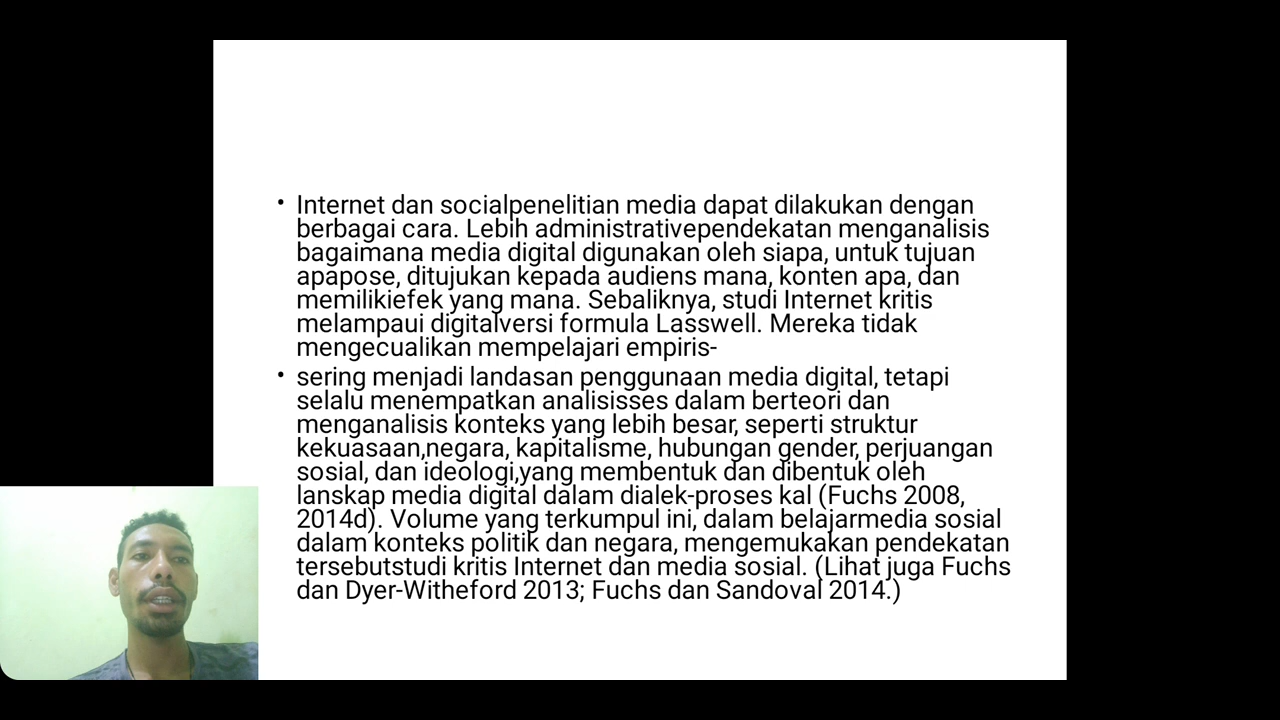 • Internet dan socialpenelitian media dapat dilakukan dengan
berbagai cara. Lebih administrativependekatan menganalisis
bagaimana media digital digunakan oleh siapa, untuk tujuan
apapose, ditujukan kepada audiens mana, konten apa, dan
memilikiefek yang mana. Sebaliknya, studi Internet kritis
melampaui digitalversi formula Lasswell. Mereka tidak
mengecualikan mempelajari empiris-
• sering menjadi landasan penggunaan media digital, tetapi
selalu menempatkan analisisses dalam berteori dan
menganalisis konteks yang lebih besar, seperti struktur
kekuasaan,negara, kapitalisme, hubungan gender, perjuangan
sosial, dan ideologi,yang membentuk dan dibentuk oleh
lanskap media digital dalam dialek-proses kal (Fuchs 2008,
2014d). Volume yang terkumpul ini, dalam belajarmedia sosial
dalam konteks politik dan negara, mengemukakan pendekatan
tersebutstudi kritis Internet dan media sosial. (Lihat juga Fuchs
dan Dyer-Witheford 2013; Fuchs dan Sandoval 2014.)